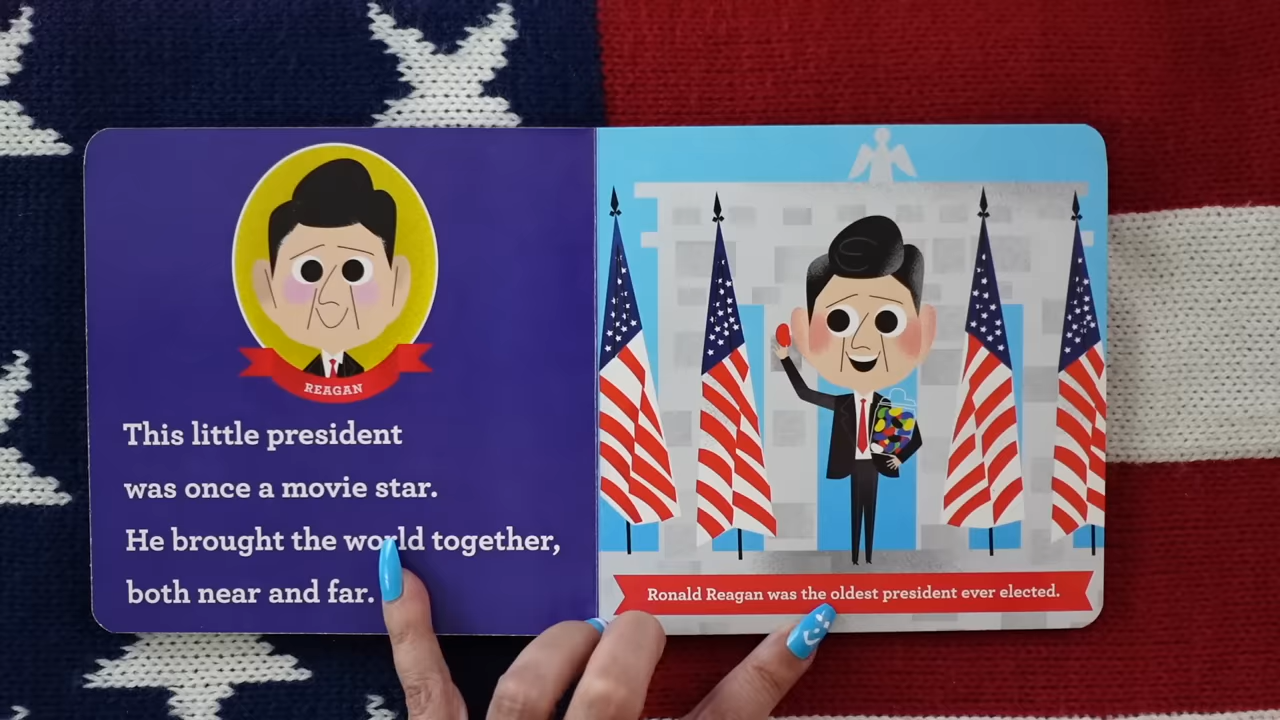 REAGAN
This little president
was once a movie star.
He brought the world together,
both near and far.
Ronald Reagan was the oldest president ever elected.